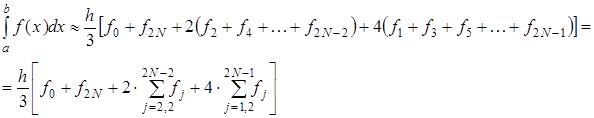 ∫_a^b f(x)dx ≈ h/3 [f_0 + f_{2N} + 2(f_2 + f_4 + ... + f_{2N-2}) + 4(f_1 + f_3 + f_5 + ... + f_{2N-1})] =
= h/3 [f_0 + f_{2N} + 2 · ∑_{j=2,2}^{2N-2} f_j + 4 · ∑_{j=1,2}^{2N-1} f_j]